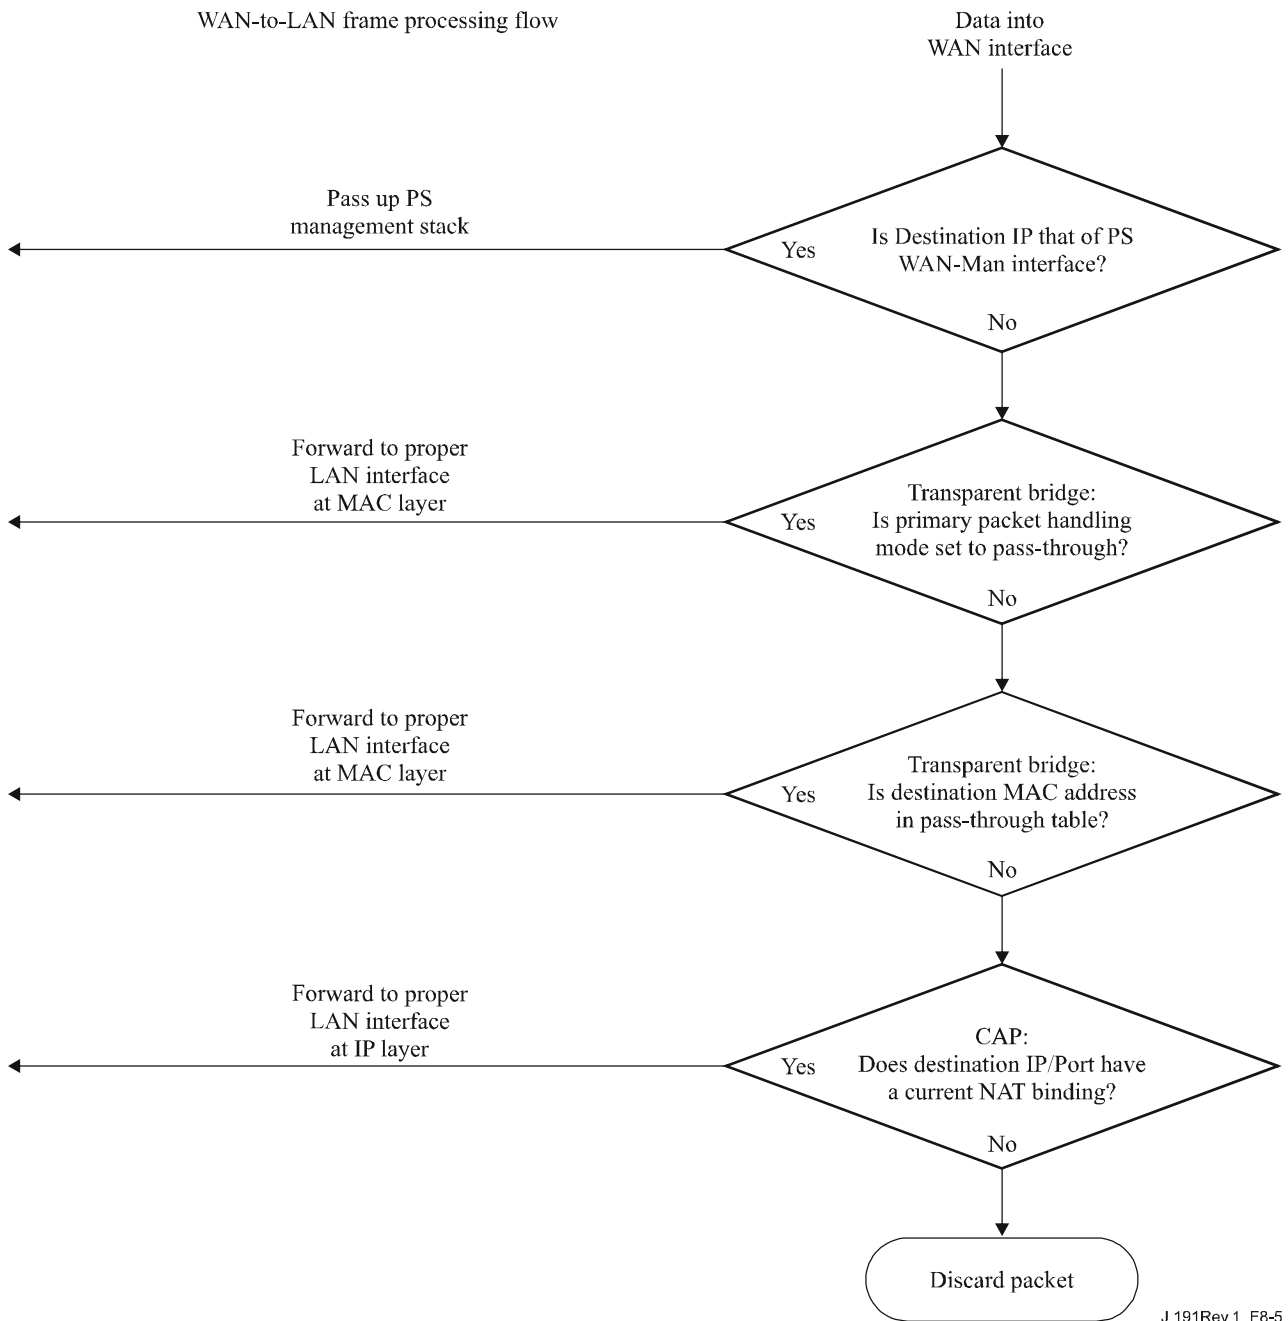 WAN-to-LAN frame processing flow
Data into
WAN interface
Pass up PS
management stack
Yes
Is Destination IP that of PS
WAN-Man interface?
No
Forward to proper
LAN interface
at MAC layer
Yes
Transparent bridge:
Is primary packet handling
mode set to pass-through?
No
Forward to proper
LAN interface
at MAC layer
Yes
Transparent bridge:
Is destination MAC address
in pass-through table?
No
Forward to proper
LAN interface
at IP layer
Yes
CAP:
Does destination IP/Port have
a current NAT binding?
No
Discard packet
J.191Rev.1_F8-5